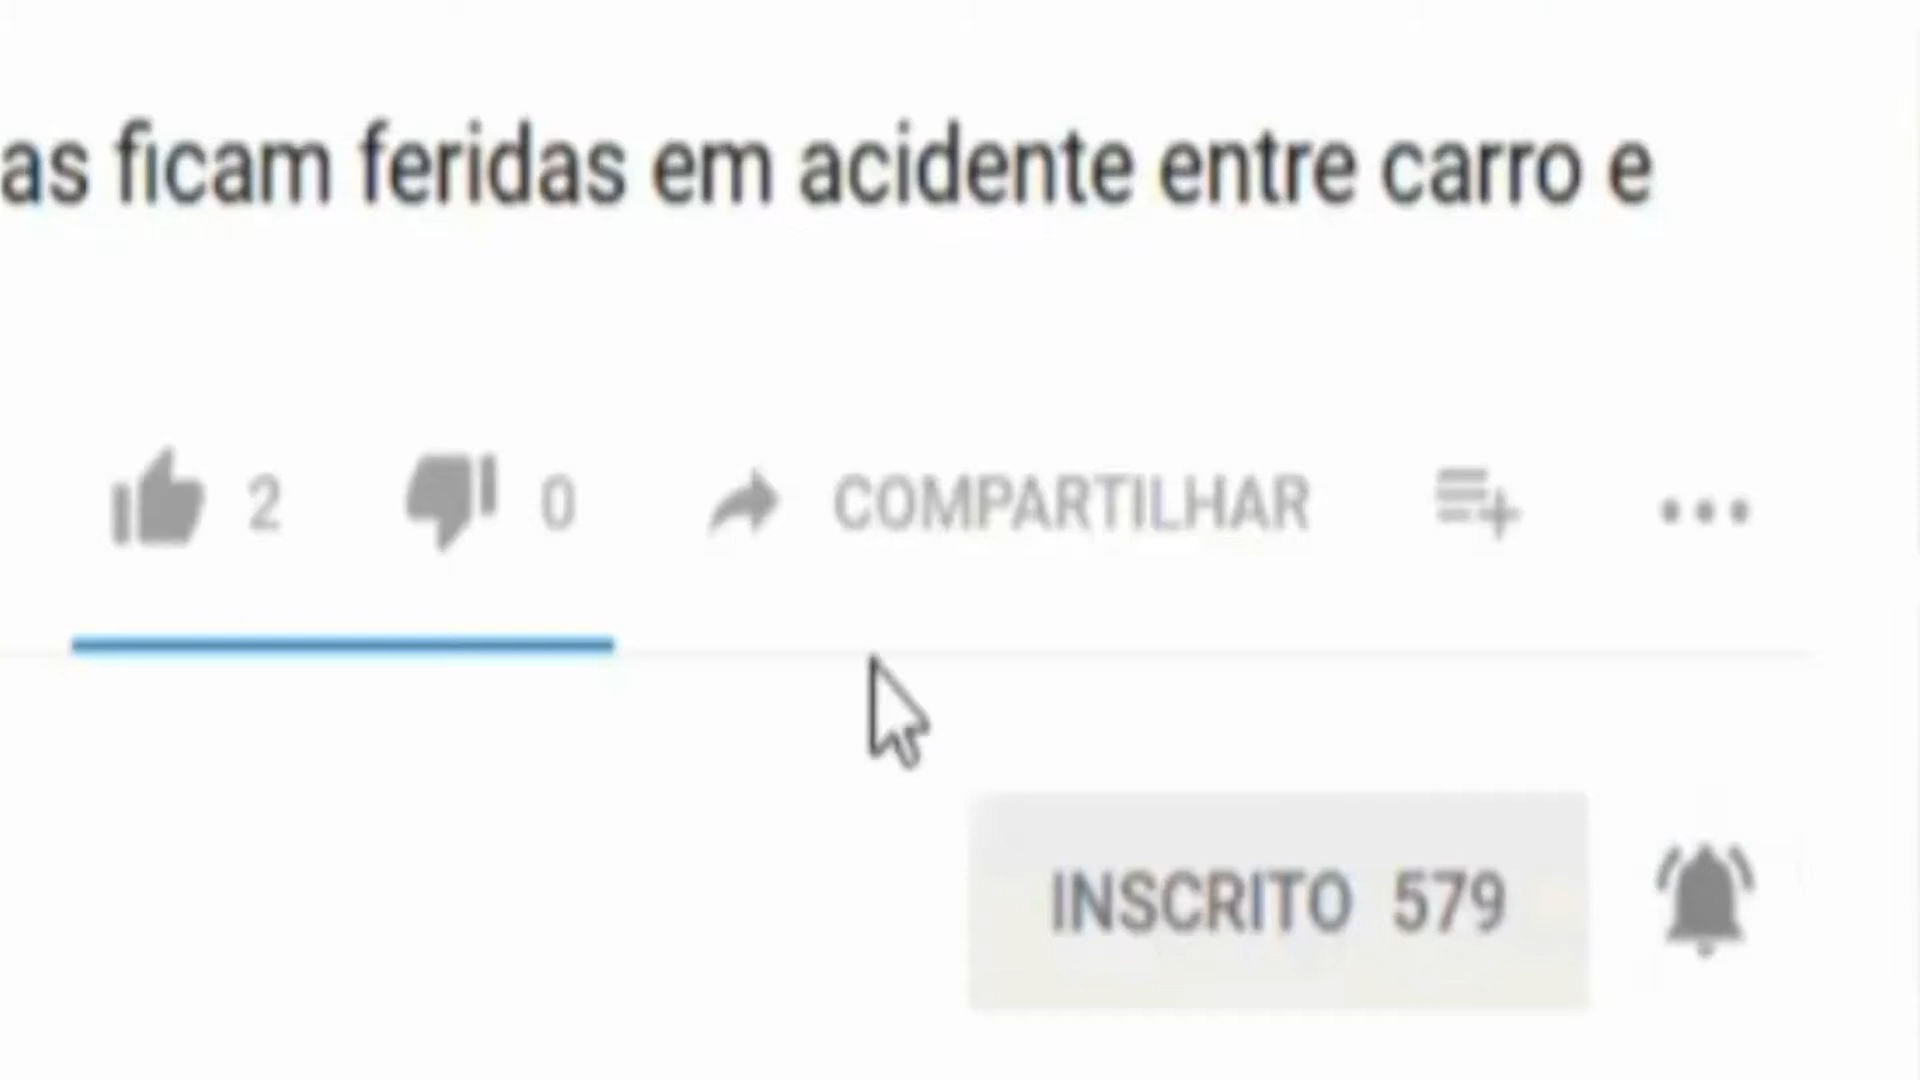 as ficam feridas em acidente entre carro e
2 0 COMPARTILHAR
INSCRITO 579